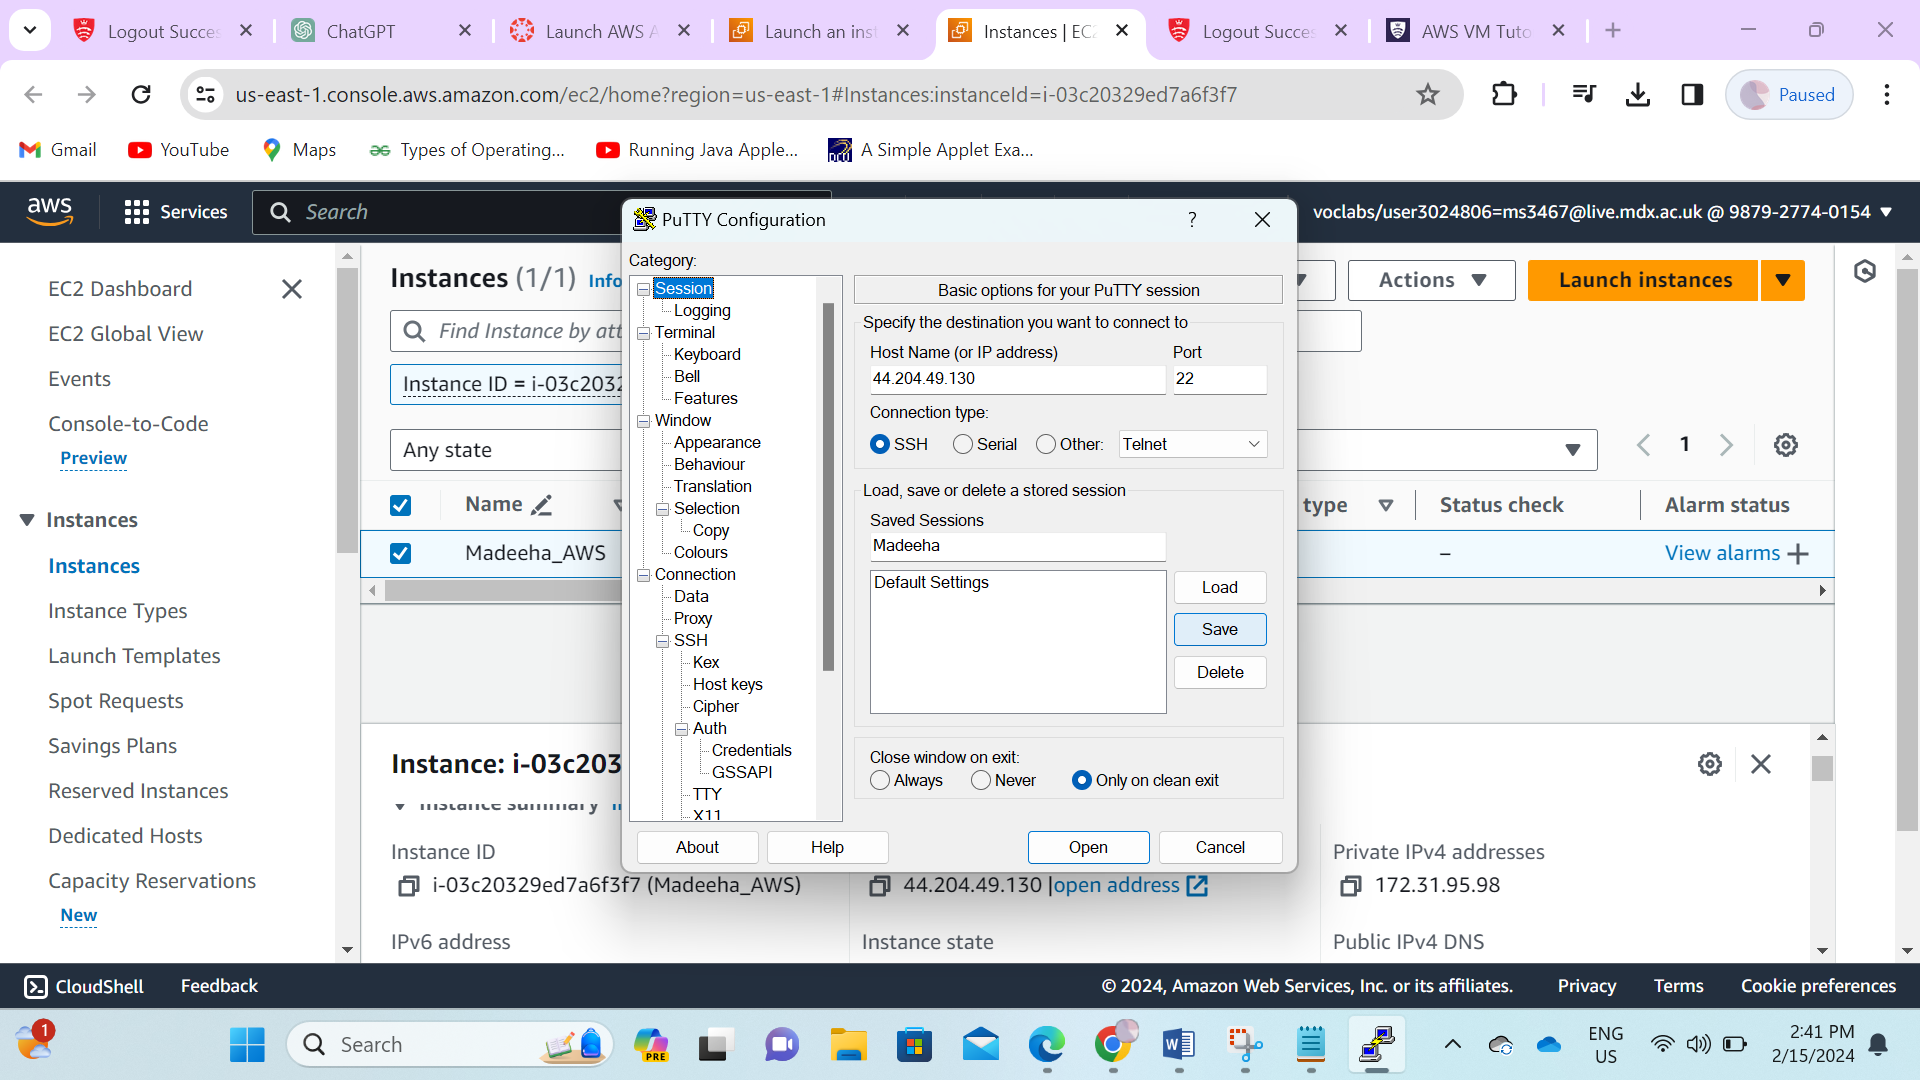 Logout Succes
ChatGPT
Launch AWS A
Launch an inst
Instances | EC2
Logout Succes
AWS VM Tuto
us-east-1.console.aws.amazon.com/ec2/home?region=us-east-1#Instances:instanceId=i-03c20329ed7a6f3f7
Paused
Gmail
YouTube
Maps
Types of Operating...
Running Java Apple...
A Simple Applet Exa...
aws
Services
Search
voclabs/user3024806=ms3467@live.mdx.ac.uk @ 9879-2774-0154
EC2 Dashboard
EC2 Global View
Events
Console-to-Code
Preview
Instances
Instances
Instance Types
Launch Templates
Spot Requests
Savings Plans
Reserved Instances
Dedicated Hosts
Capacity Reservations
New
Instances (1/1) Info
Actions
Launch instances
Find Instance by att
Instance ID = i-03c2032
Any state
1
Name
type
Status check
Alarm status
Madeeha_AWS
–
View alarms
PuTTY Configuration
?
Category:
Session
Logging
Terminal
Keyboard
Bell
Features
Window
Appearance
Behaviour
Translation
Selection
Copy
Colours
Connection
Data
Proxy
SSH
Kex
Host keys
Cipher
Auth
Credentials
GSSAPI
TTY
X11
Basic options for your PuTTY session
Specify the destination you want to connect to
Host Name (or IP address)
Port
44.204.49.130
22
Connection type:
SSH
Serial
Other:
Telnet
Load, save or delete a stored session
Saved Sessions
Madeeha
Default Settings
Load
Save
Delete
Close window on exit:
Always
Never
Only on clean exit
About
Help
Open
Cancel
Instance: i-03c203
Instance summary
Instance ID
i-03c20329ed7a6f3f7 (Madeeha_AWS)
44.204.49.130 |open address
Private IPv4 addresses
172.31.95.98
IPv6 address
Instance state
Public IPv4 DNS
CloudShell
Feedback
© 2024, Amazon Web Services, Inc. or its affiliates.
Privacy
Terms
Cookie preferences
1
Search
PRE
ENG
US
2:41 PM
2/15/2024